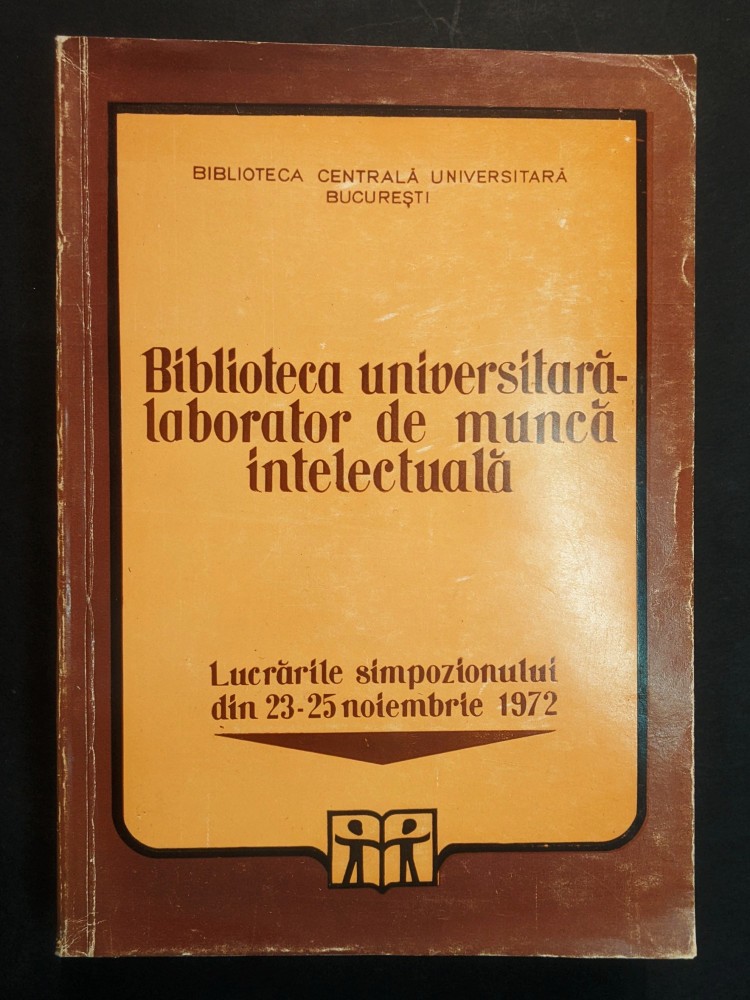 BIBLIOTECA CENTRALĂ UNIVERSITARĂ
BUCUREȘTI
Biblioteca universitară-
laborator de muncă
intelectuală
Lucrările simpozionului
din 23-25 noiembrie 1972